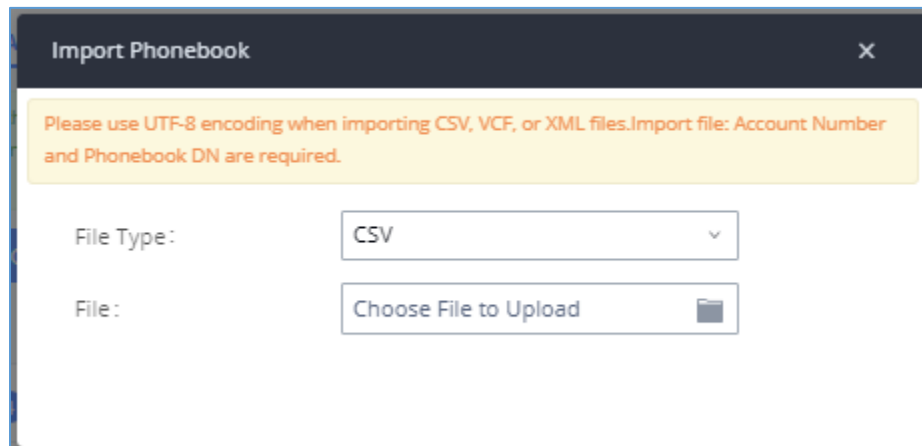 Import Phonebook
Please use UTF-8 encoding when importing CSV, VCF, or XML files.Import file: Account Number
and Phonebook DN are required.
File Type:
CSV
File:
Choose File to Upload